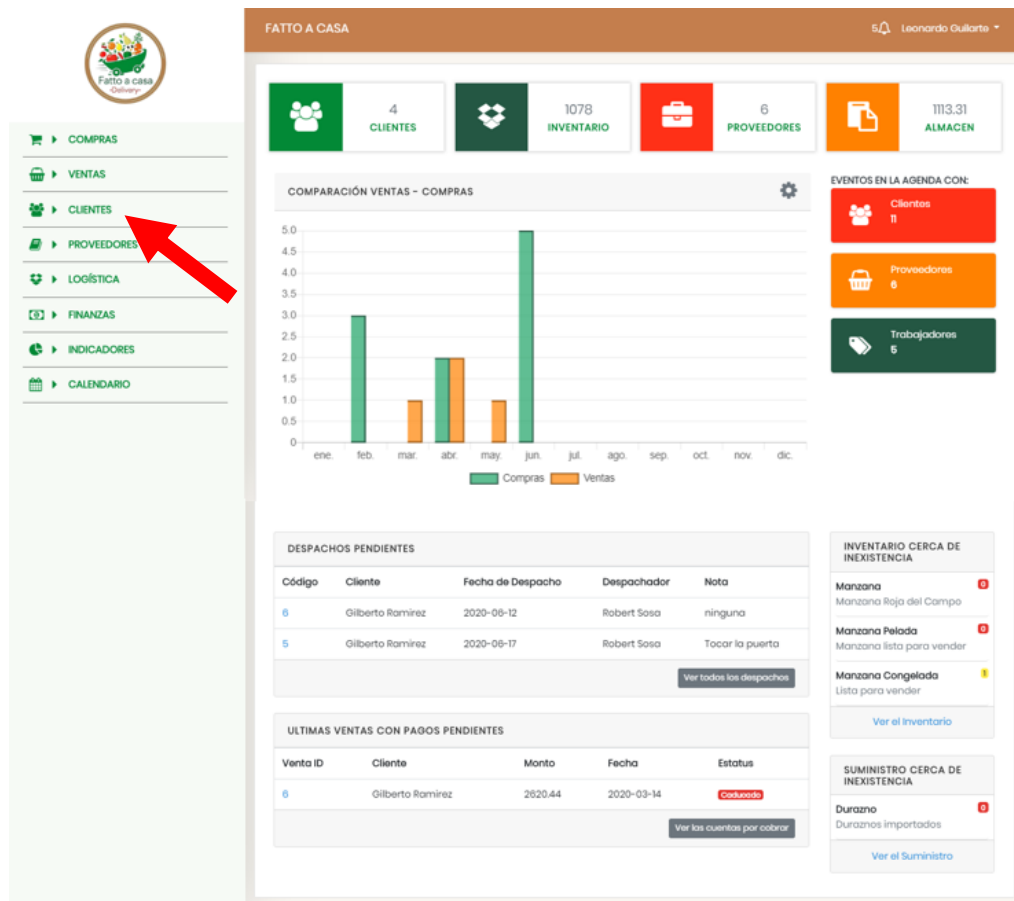 Fatto a casa
-Delivery-
COMPRAS
VENTAS
CLIENTES
PROVEEDORES
LOGÍSTICA
FINANZAS
INDICADORES
CALENDARIO
FATTO A CASA
5 Leonardo Guilarte
4
CLIENTES
1078
INVENTARIO
6
PROVEEDORES
1113.31
ALMACEN
COMPARACIÓN VENTAS - COMPRAS
5.0
4.5
4.0
3.5
3.0
2.5
2.0
1.5
1.0
0.5
0
ene. feb. mar. abr. may. jun. jul. ago. sep. oct. nov. dic.
Compras Ventas
EVENTOS EN LA AGENDA CON:
Clientes
11
Proveedores
6
Trabajadores
5
DESPACHOS PENDIENTES
Código Cliente Fecha de Despacho Despachador Nota
6 Gilberto Ramirez 2020-06-12 Robert Sosa ninguna
5 Gilberto Ramirez 2020-06-17 Robert Sosa Tocar la puerta
Ver todos los despachos
ULTIMAS VENTAS CON PAGOS PENDIENTES
Venta ID Cliente Monto Fecha Estatus
6 Gilberto Ramirez 2620.44 2020-03-14 Caducado
Ver las cuentas por cobrar
INVENTARIO CERCA DE
INEXISTENCIA
Manzana 0
Manzana Roja del Campo
Manzana Pelada 0
Manzana lista para vender
Manzana Congelada 1
Lista para vender
Ver el Inventario
SUMINISTRO CERCA DE
INEXISTENCIA
Durazno 0
Duraznos importados
Ver el Suministro